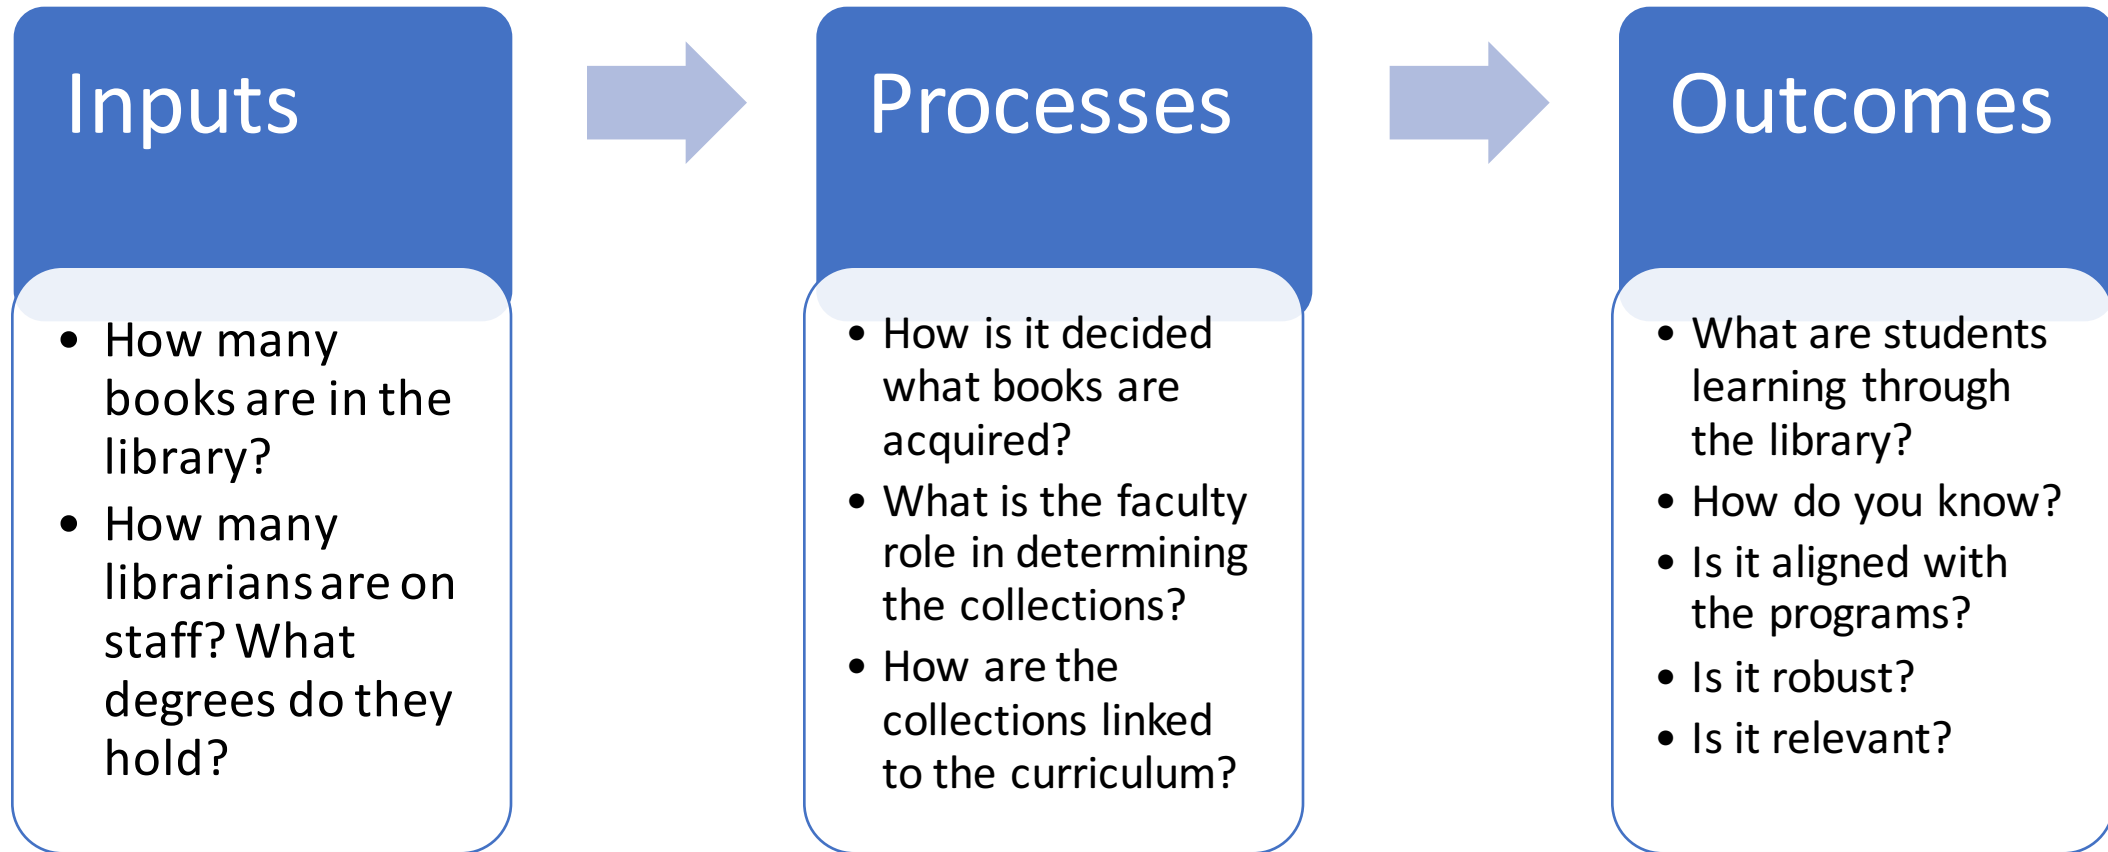 Inputs
• How many
books are in the
library?
• How many
librarians are on
staff? What
degrees do they
hold?
Processes
• How is it decided
what books are
acquired?
• What is the faculty
role in determining
the collections?
• How are the
collections linked
to the curriculum?
Outcomes
• What are students
learning through
the library?
• How do you know?
• Is it aligned with
the programs?
• Is it robust?
• Is it relevant?